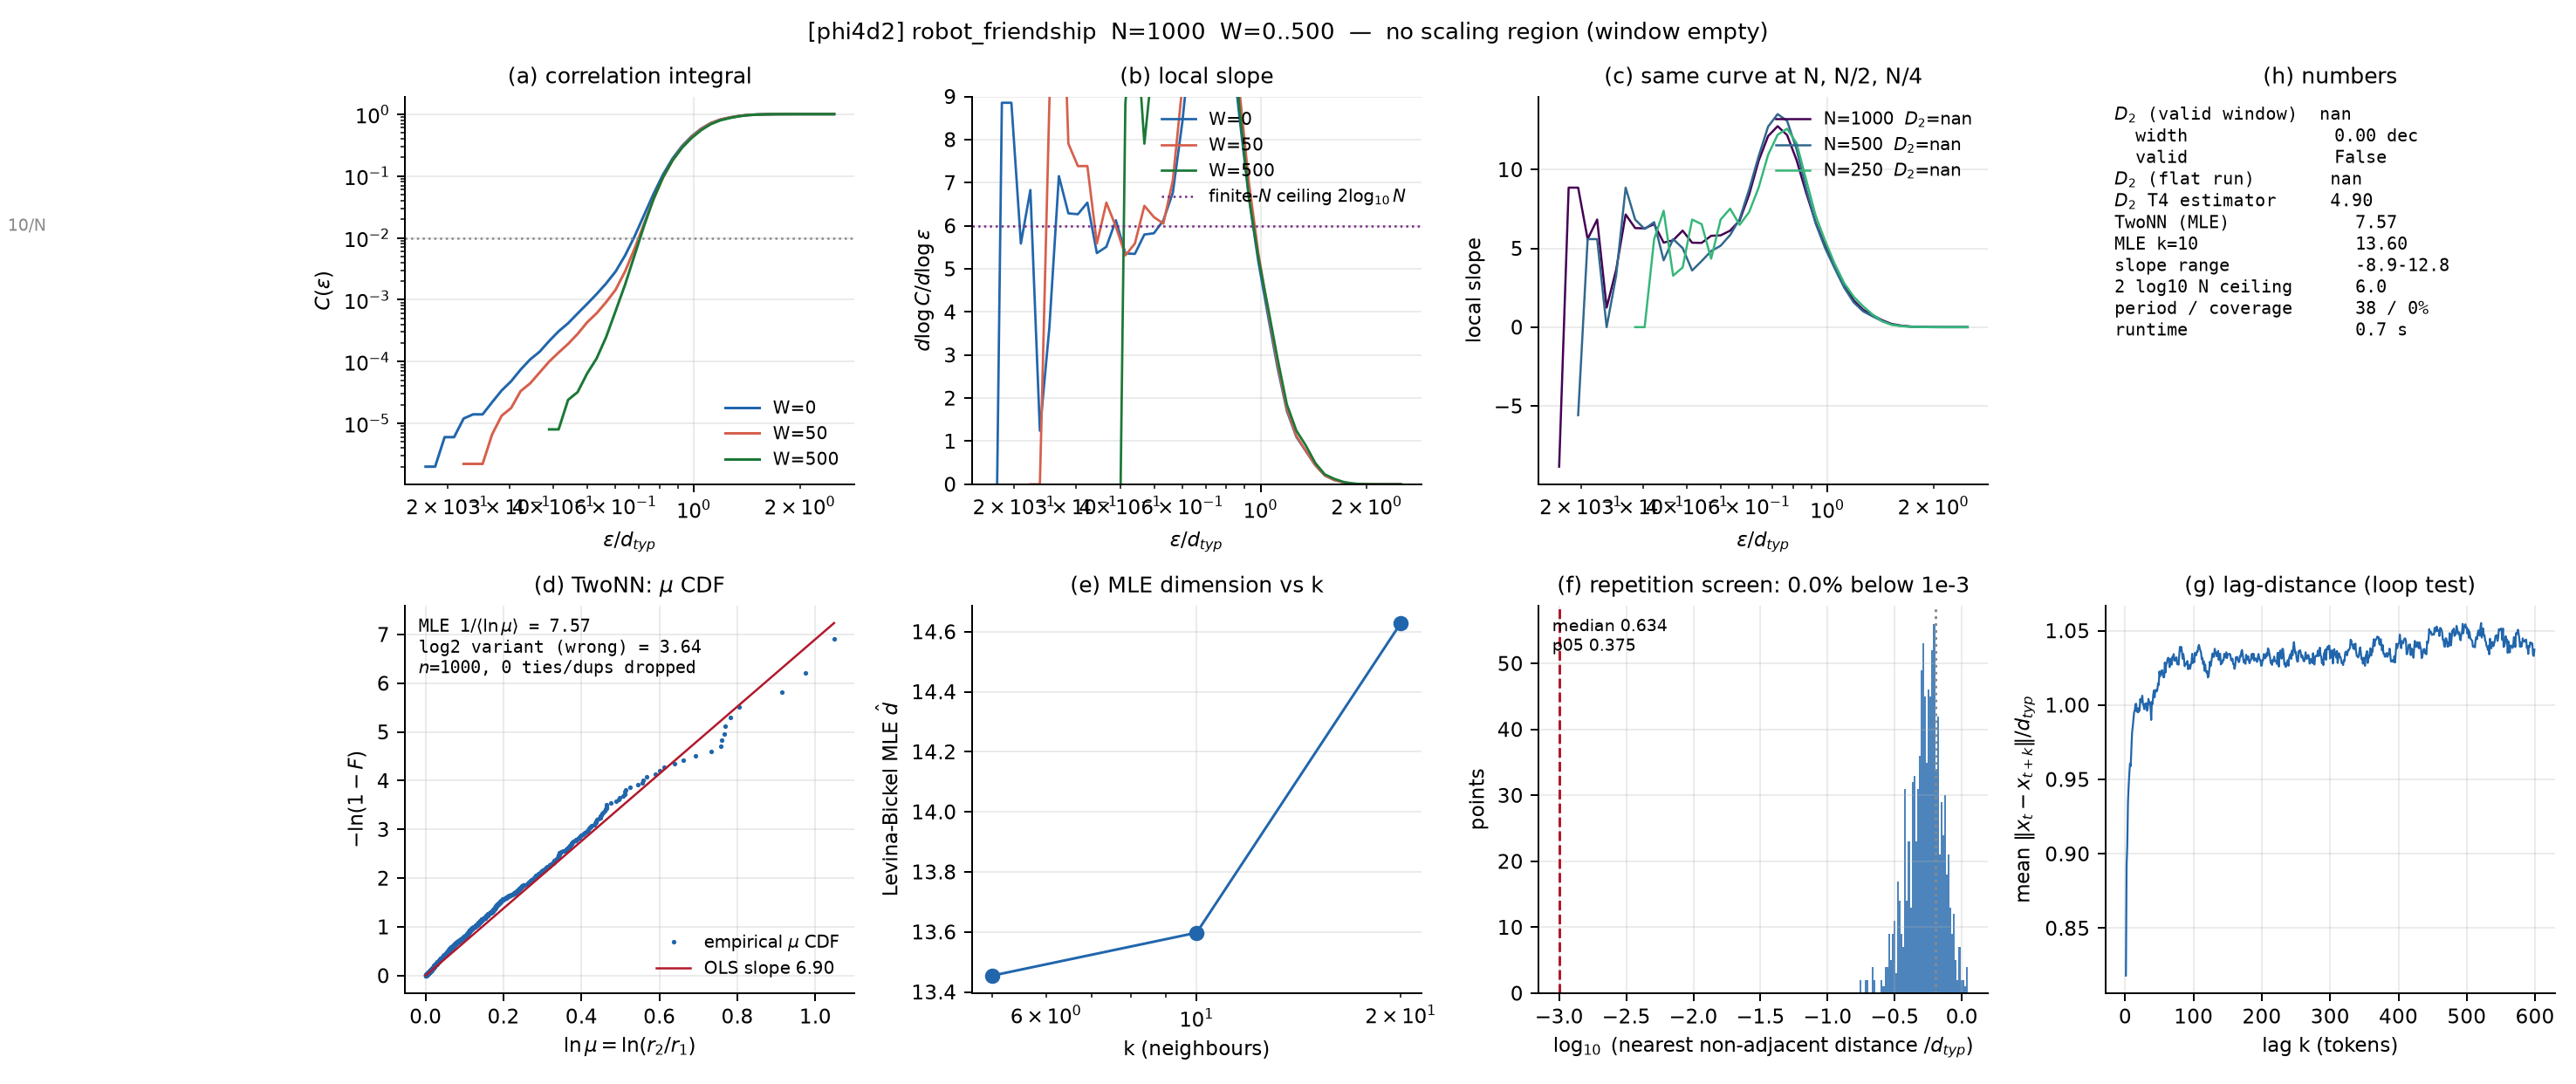 [phi4d2] robot_friendship N=1000 W=0..500 — no scaling region (window empty)
(a) correlation integral
10/N
10⁰
10⁻¹
10⁻²
10⁻³
10⁻⁴
10⁻⁵
C(ε)
W=0
W=50
W=500
10⁰
2×10⁰
ε/d_typ
(b) local slope
9
8
7
6
5
4
3
2
1
0
d log C/d log ε
W=0
W=50
W=500
finite-N ceiling 2log₁₀ N
10⁰
2×10⁰
ε/d_typ
(c) same curve at N, N/2, N/4
10
5
0
−5
local slope
N=1000 D₂=nan
N=500 D₂=nan
N=250 D₂=nan
10⁰
2×10⁰
ε/d_typ
(h) numbers
D₂ (valid window) nan
width 0.00 dec
valid False
D₂ (flat run) nan
D₂ T4 estimator 4.90
TwoNN (MLE) 7.57
MLE k=10 13.60
slope range -8.9-12.8
2 log10 N ceiling 6.0
period / coverage 38 / 0%
runtime 0.7 s
(d) TwoNN: μ CDF
MLE 1/⟨ln μ⟩ = 7.57
log2 variant (wrong) = 3.64
n=1000, 0 ties/dups dropped
7
6
5
4
3
2
1
0
−ln(1 − F)
empirical μ CDF
OLS slope 6.90
0.0 0.2 0.4 0.6 0.8 1.0
ln μ = ln(r₂/r₁)
(e) MLE dimension vs k
14.6
14.4
14.2
14.0
13.8
13.6
13.4
Levina-Bickel MLE d̂
6×10⁰ 10¹ 2×10¹
k (neighbours)
(f) repetition screen: 0.0% below 1e-3
median 0.634
p05 0.375
50
40
30
20
10
0
points
−3.0 −2.5 −2.0 −1.5 −1.0 −0.5 0.0
log₁₀ (nearest non-adjacent distance /d_typ)
(g) lag-distance (loop test)
1.05
1.00
0.95
0.90
0.85
mean ‖x_t − x_{t+k}‖/d_typ
0 100 200 300 400 500 600
lag k (tokens)